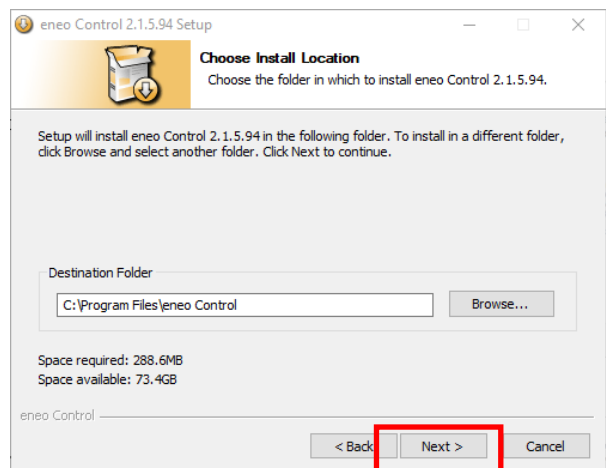 eneo Control 2.1.5.94 Setup
Choose Install Location
Choose the folder in which to install eneo Control 2.1.5.94.
Setup will install eneo Control 2.1.5.94 in the following folder. To install in a different folder,
click Browse and select another folder. Click Next to continue.
Destination Folder
C:\Program Files\eneo Control
Browse...
Space required: 288.6MB
Space available: 73.4GB
eneo Control
< Back
Next >
Cancel